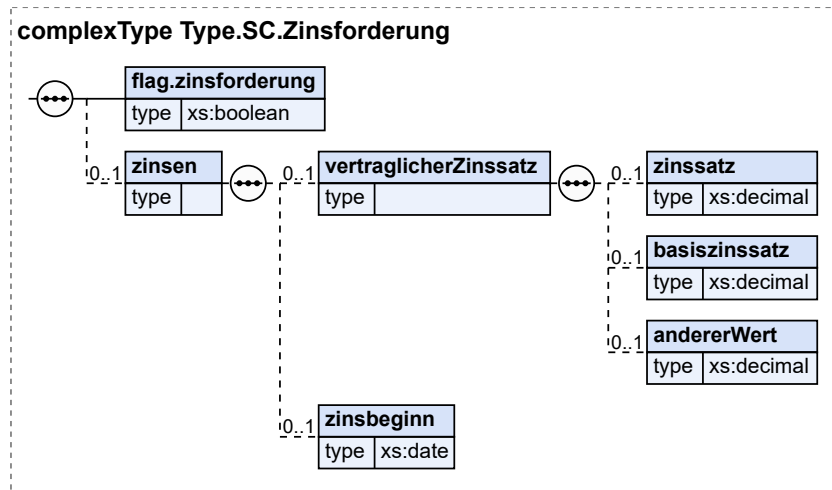 complexType Type.SC.Zinsforderung
flag.zinsforderung
type xs:boolean
0..1 zinsen
type
0..1 vertraglicherZinssatz
type
0..1 zinssatz
type xs:decimal
0..1 basiszinssatz
type xs:decimal
0..1 andererWert
type xs:decimal
0..1 zinsbeginn
type xs:date